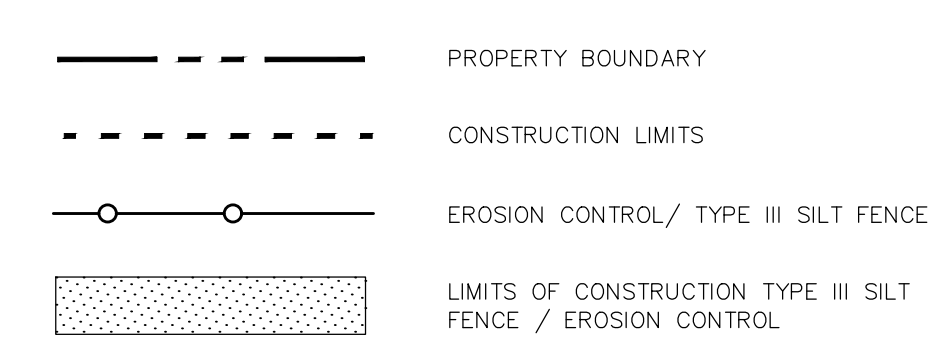 PROPERTY BOUNDARY
CONSTRUCTION LIMITS
EROSION CONTROL/ TYPE III SILT FENCE
LIMITS OF CONSTRUCTION TYPE III SILT
FENCE / EROSION CONTROL